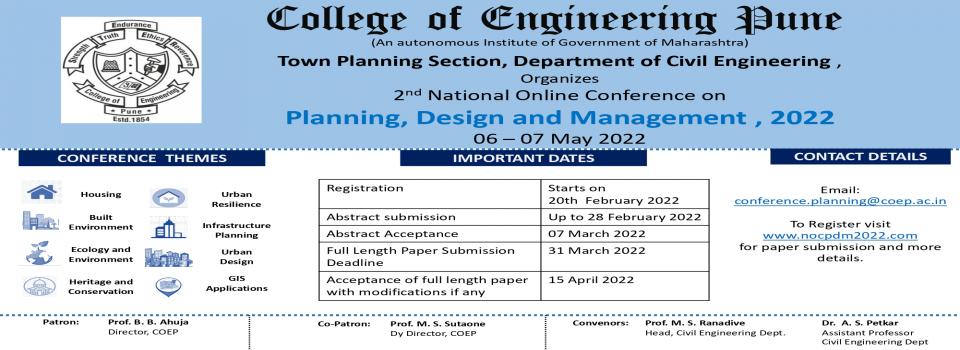 College of Engineering Pune
(An autonomous Institute of Government of Maharashtra)
Town Planning Section, Department of Civil Engineering ,
Organizes
2nd National Online Conference on
Planning, Design and Management , 2022
06 – 07 May 2022
Endurance
Truth Ethics
Strength Reverence
College of Engineering
Pune
Estd.1854
CONFERENCE THEMES
Housing
Urban
Resilience
Built
Environment
Infrastructure
Planning
Ecology and
Environment
Urban
Design
Heritage and
Conservation
GIS
Applications
IMPORTANT DATES
Registration Starts on
20th February 2022
Abstract submission Up to 28 February 2022
Abstract Acceptance 07 March 2022
Full Length Paper Submission 31 March 2022
Deadline
Acceptance of full length paper 15 April 2022
with modifications if any
CONTACT DETAILS
Email:
conference.planning@coep.ac.in
To Register visit
www.nocpdm2022.com
for paper submission and more
details.
Patron: Prof. B. B. Ahuja
Director, COEP
Co-Patron: Prof. M. S. Sutaone
Dy Director, COEP
Convenors: Prof. M. S. Ranadive
Head, Civil Engineering Dept.
Dr. A. S. Petkar
Assistant Professor
Civil Engineering Dept